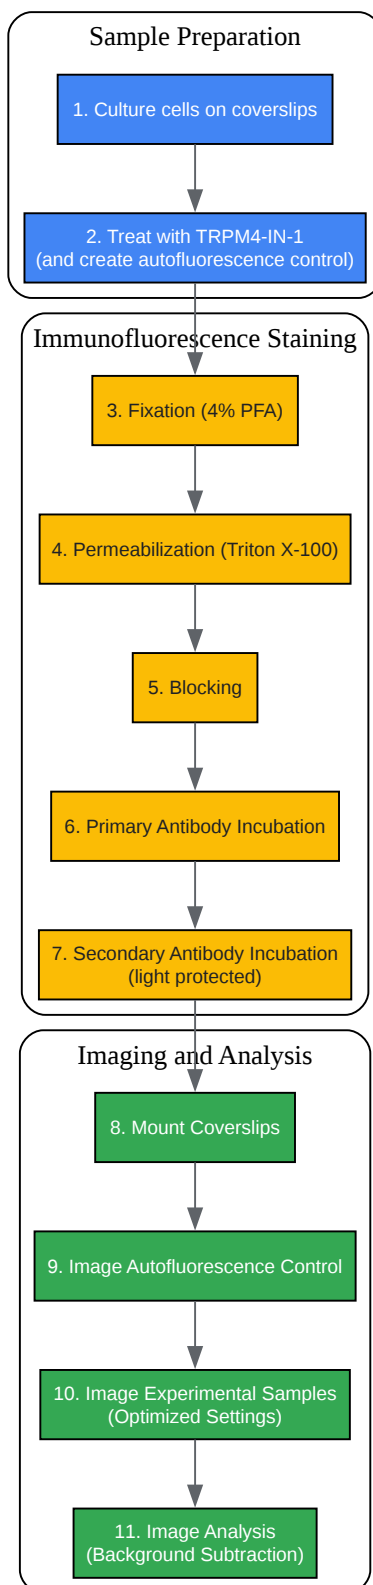 Sample Preparation
1. Culture cells on coverslips
2. Treat with TRPM4-IN-1
(and create autofluorescence control)
Immunofluorescence Staining
3. Fixation (4% PFA)
4. Permeabilization (Triton X-100)
5. Blocking
6. Primary Antibody Incubation
7. Secondary Antibody Incubation
(light protected)
Imaging and Analysis
8. Mount Coverslips
9. Image Autofluorescence Control
10. Image Experimental Samples
(Optimized Settings)
11. Image Analysis
(Background Subtraction)